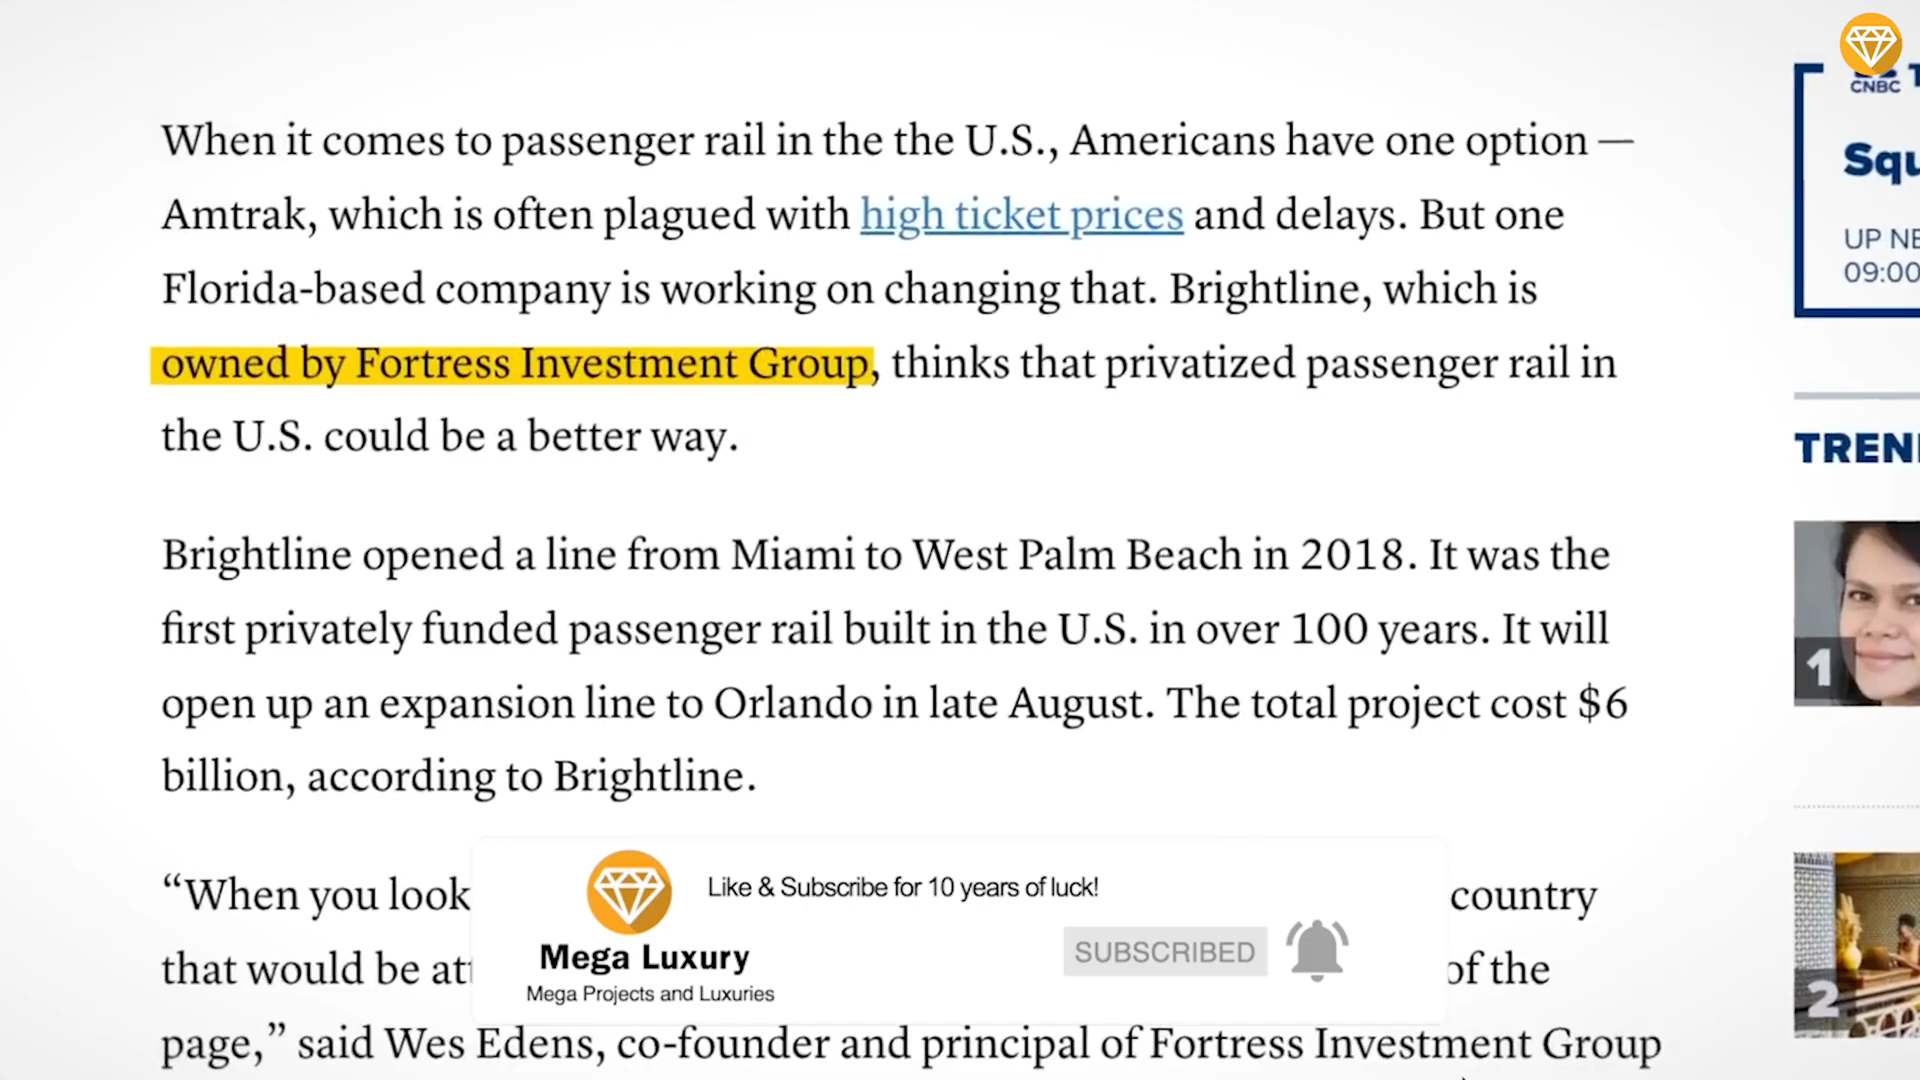 When it comes to passenger rail in the the U.S., Americans have one option —
Amtrak, which is often plagued with high ticket prices and delays. But one
Florida-based company is working on changing that. Brightline, which is
owned by Fortress Investment Group, thinks that privatized passenger rail in
the U.S. could be a better way.
Brightline opened a line from Miami to West Palm Beach in 2018. It was the
first privately funded passenger rail built in the U.S. in over 100 years. It will
open up an expansion line to Orlando in late August. The total project cost $6
billion, according to Brightline.
“When you look country
that would be of the
page,” said Wes Edens, co-founder and principal of Fortress Investment Group
Like & Subscribe for 10 years of luck!
Mega Luxury
Mega Projects and Luxuries
SUBSCRIBED
CNBC
UP
09:00
1
2